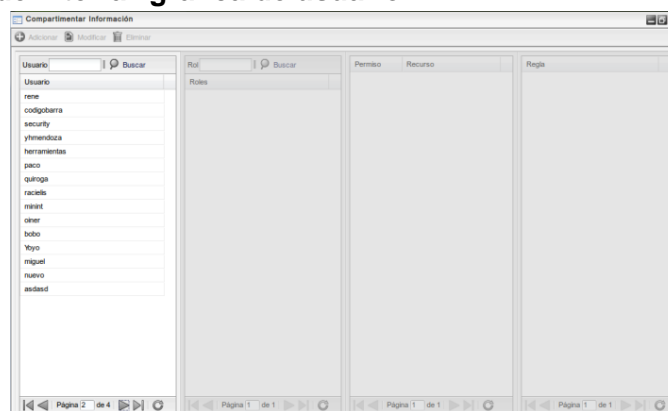 Compartimentar Información
Adicionar Modificar Eliminar
Usuario Buscar
Usuario
rene
codigobarra
security
yhmendoza
herramientas
paco
quiroga
racielis
minint
oiner
bobo
Yoyo
miguel
nuevo
asdasd
Página 2 de 4
Rol Buscar
Roles
Página 1 de 1
Permiso Recurso
Página 1 de 1
Regla
Página 1 de 1